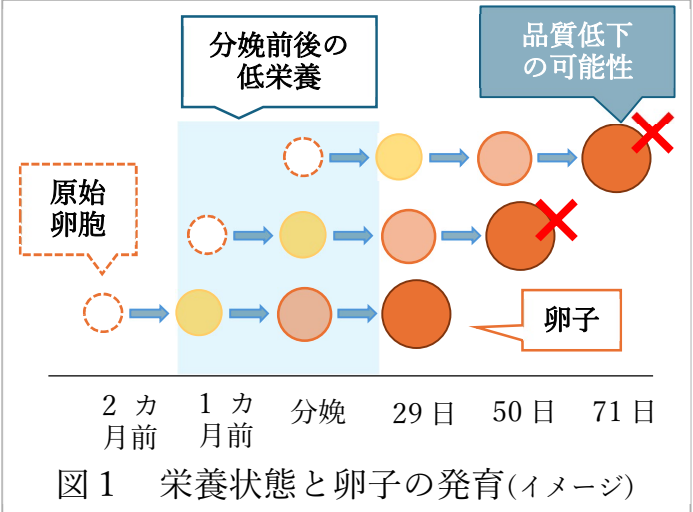 分娩前後の
低栄養
品質低下
の可能性
原始
卵胞
卵子
2 カ
月前
1 カ
月前
分娩
29 日
50 日
71 日
図1 栄養状態と卵子の発育(イメージ)